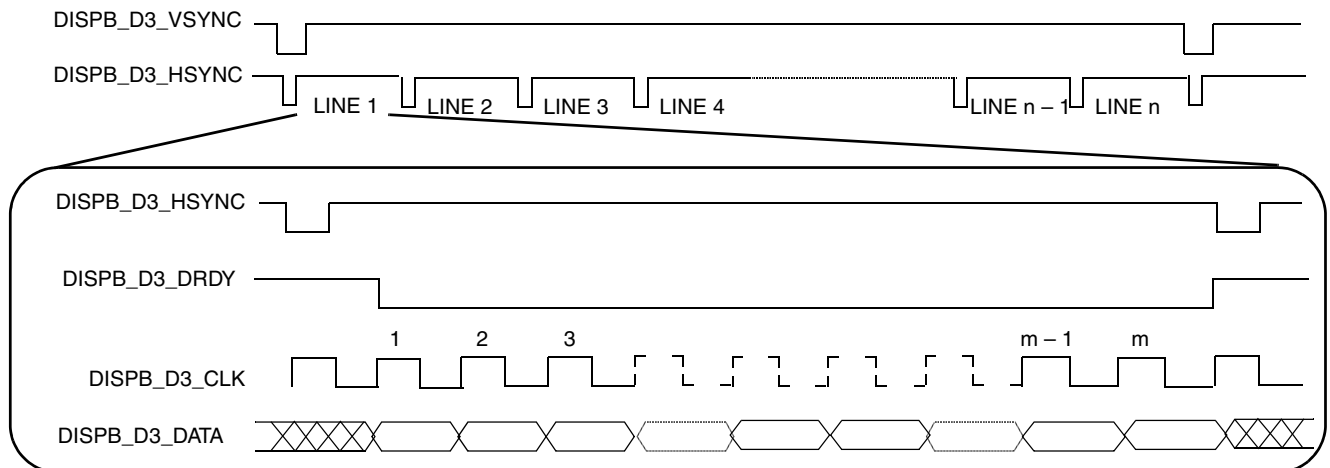 DISPB_D3_VSYNC
DISPB_D3_HSYNC
LINE 1 LINE 2 LINE 3 LINE 4 LINE n – 1 LINE n
DISPB_D3_HSYNC
DISPB_D3_DRDY
1 2 3 m – 1 m
DISPB_D3_CLK
DISPB_D3_DATA